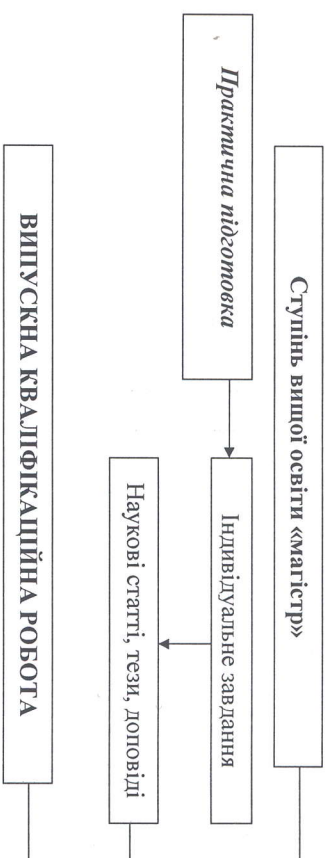 Ступінь вищої освіти «магістр»
Практична підготовка
Індивідуальне завдання
Наукові статті, тези, доповіді
ВИПУСКНА КВАЛІФІКАЦІЙНА РОБОТА